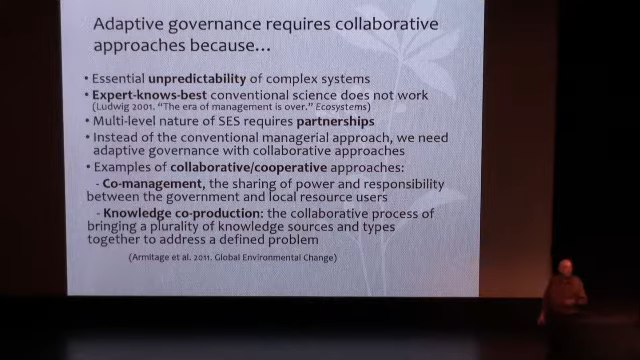 Adaptive governance requires collaborative
approaches because...
• Essential unpredictability of complex systems
• Expert-knows-best conventional science does not work
(Ludwig 2001. "The era of management is over." Ecosystems)
• Multi-level nature of SES requires partnerships
• Instead of the conventional managerial approach, we need
adaptive governance with collaborative approaches
• Examples of collaborative/cooperative approaches:
- Co-management, the sharing of power and responsibility
between the government and local resource users
- Knowledge co-production: the collaborative process of
bringing a plurality of knowledge sources and types
together to address a defined problem
(Armitage et al. 2011. Global Environmental Change)